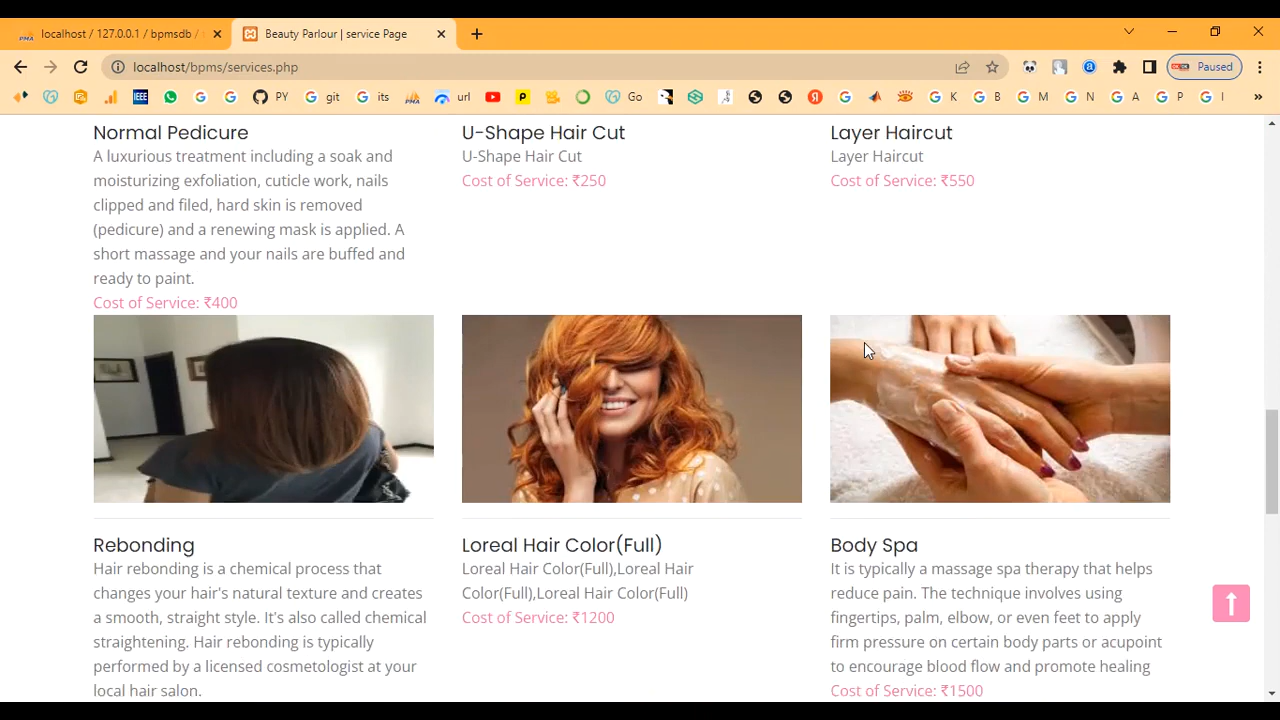 localhost / 127.0.0.1 / bpmsdb /
Beauty Parlour | service Page
localhost/bpms/services.php
Paused
IEEE
PY
git
its
PMA
url
Go
K
B
M
N
A
P
I
Normal Pedicure
A luxurious treatment including a soak and
moisturizing exfoliation, cuticle work, nails
clipped and filed, hard skin is removed
(pedicure) and a renewing mask is applied. A
short massage and your nails are buffed and
ready to paint.
Cost of Service: ₹400
U-Shape Hair Cut
U-Shape Hair Cut
Cost of Service: ₹250
Layer Haircut
Layer Haircut
Cost of Service: ₹550
Rebonding
Hair rebonding is a chemical process that
changes your hair's natural texture and creates
a smooth, straight style. It's also called chemical
straightening. Hair rebonding is typically
performed by a licensed cosmetologist at your
local hair salon.
Loreal Hair Color(Full)
Loreal Hair Color(Full),Loreal Hair
Color(Full),Loreal Hair Color(Full)
Cost of Service: ₹1200
Body Spa
It is typically a massage spa therapy that helps
reduce pain. The technique involves using
fingertips, palm, elbow, or even feet to apply
firm pressure on certain body parts or acupoint
to encourage blood flow and promote healing
Cost of Service: ₹1500